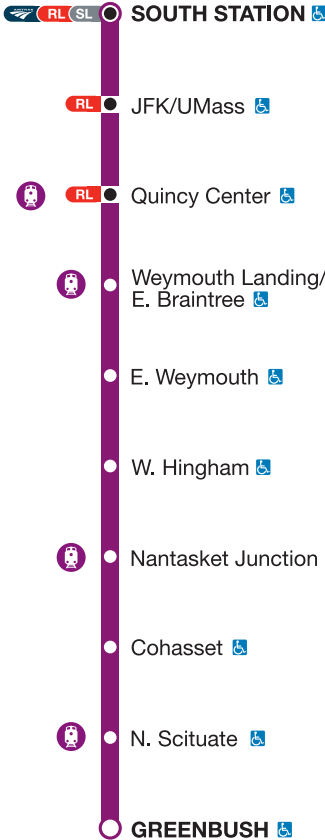 AMTRAK RL SL SOUTH STATION
RL JFK/UMass
RL Quincy Center
Weymouth Landing/
E. Braintree
E. Weymouth
W. Hingham
Nantasket Junction
Cohasset
N. Scituate
GREENBUSH